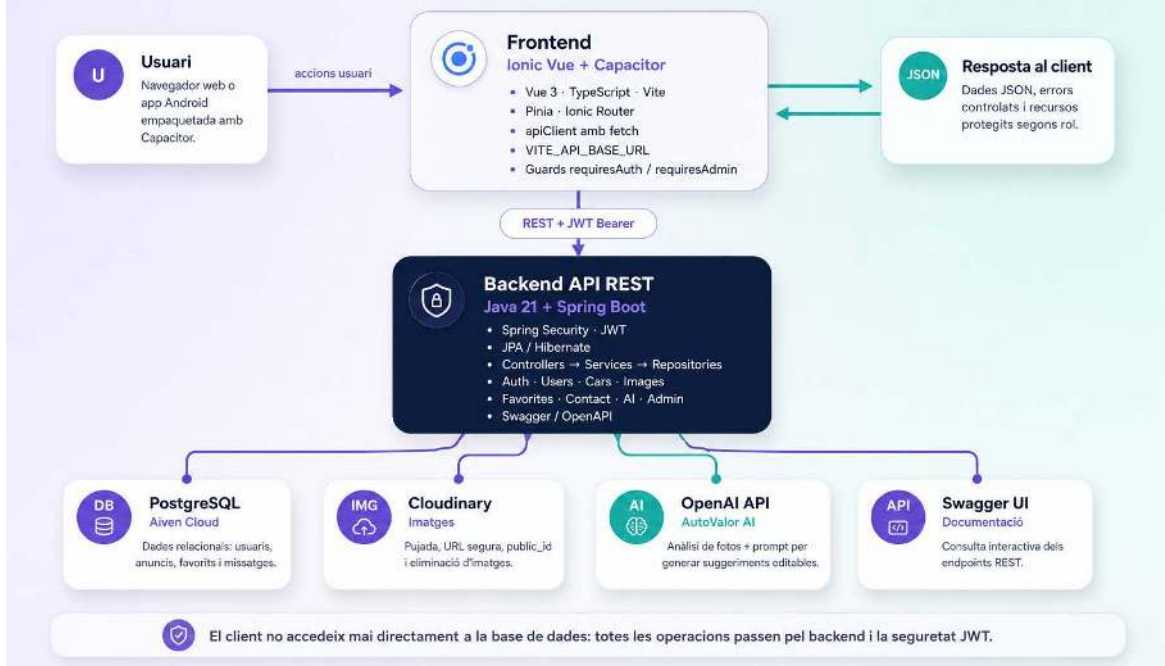 U
Usuari
Navegador web o
app Android
empaquetada amb
Capacitor.
accions usuari
Frontend
Ionic Vue + Capacitor
• Vue 3 · TypeScript · Vite
• Pinia · Ionic Router
• apiClient amb fetch
• VITE_API_BASE_URL
• Guards requiresAuth / requiresAdmin
JSON
Resposta al client
Dades JSON, errors
controlats i recursos
protegits segons rol.
REST + JWT Bearer
Backend API REST
Java 21 + Spring Boot
• Spring Security · JWT
• JPA / Hibernate
• Controllers → Services → Repositories
• Auth · Users · Cars · Images
• Favorites · Contact · AI · Admin
• Swagger / OpenAPI
DB
PostgreSQL
Aiven Cloud
Dades relacionals: usuaris,
anuncis, favorits i missatges.
IMG
Cloudinary
Imatges
Pujada, URL segura, public_id
i eliminació d'imatges.
AI
OpenAI API
AutoValor AI
Anàlisi de fotos + prompt per
generar suggeriments editables.
API
Swagger UI
Documentació
Consulta interactiva dels
endpoints REST.
El client no accedeix mai directament a la base de dades: totes les operacions passen pel backend i la seguretat JWT.